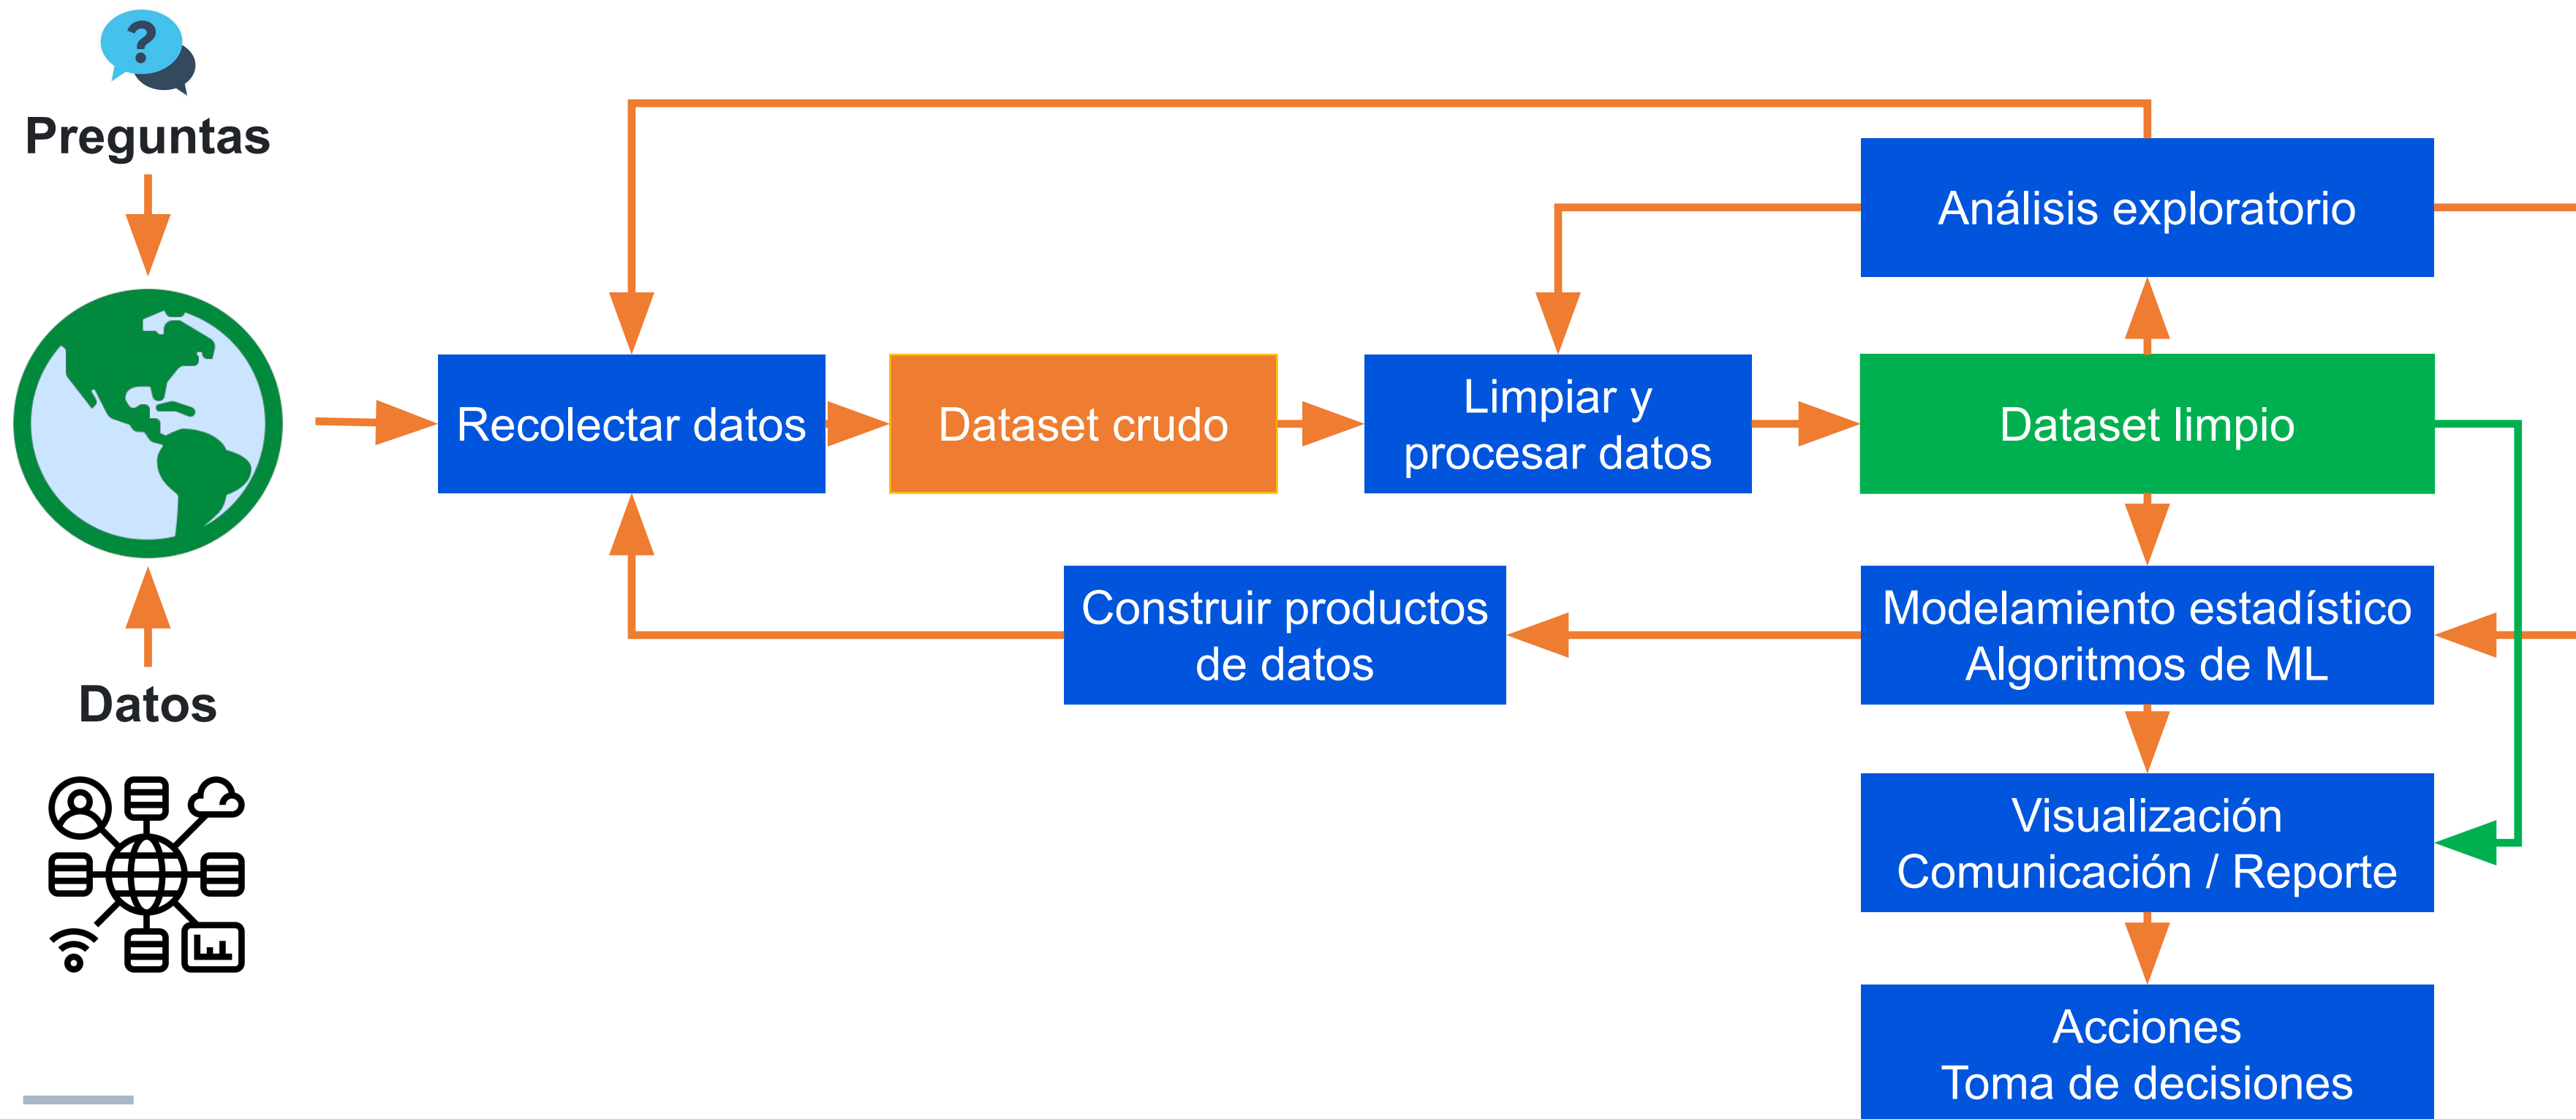 Preguntas
Análisis exploratorio
Recolectar datos
Dataset crudo
Limpiar y
procesar datos
Dataset limpio
Construir productos
de datos
Modelamiento estadístico
Algoritmos de ML
Datos
Visualización
Comunicación / Reporte
Acciones
Toma de decisiones